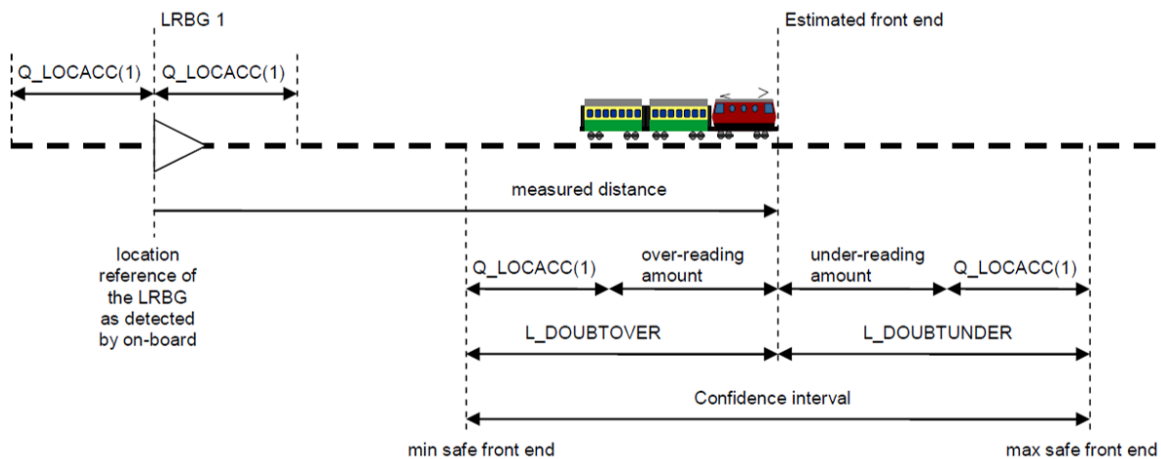 LRBG 1
Estimated front end
Q_LOCACC(1)
Q_LOCACC(1)
measured distance
location
reference of
the LRBG
as detected
by on-board
Q_LOCACC(1)
over-reading
amount
under-reading
amount
Q_LOCACC(1)
L_DOUBTOVER
L_DOUBTUNDER
Confidence interval
min safe front end
max safe front end